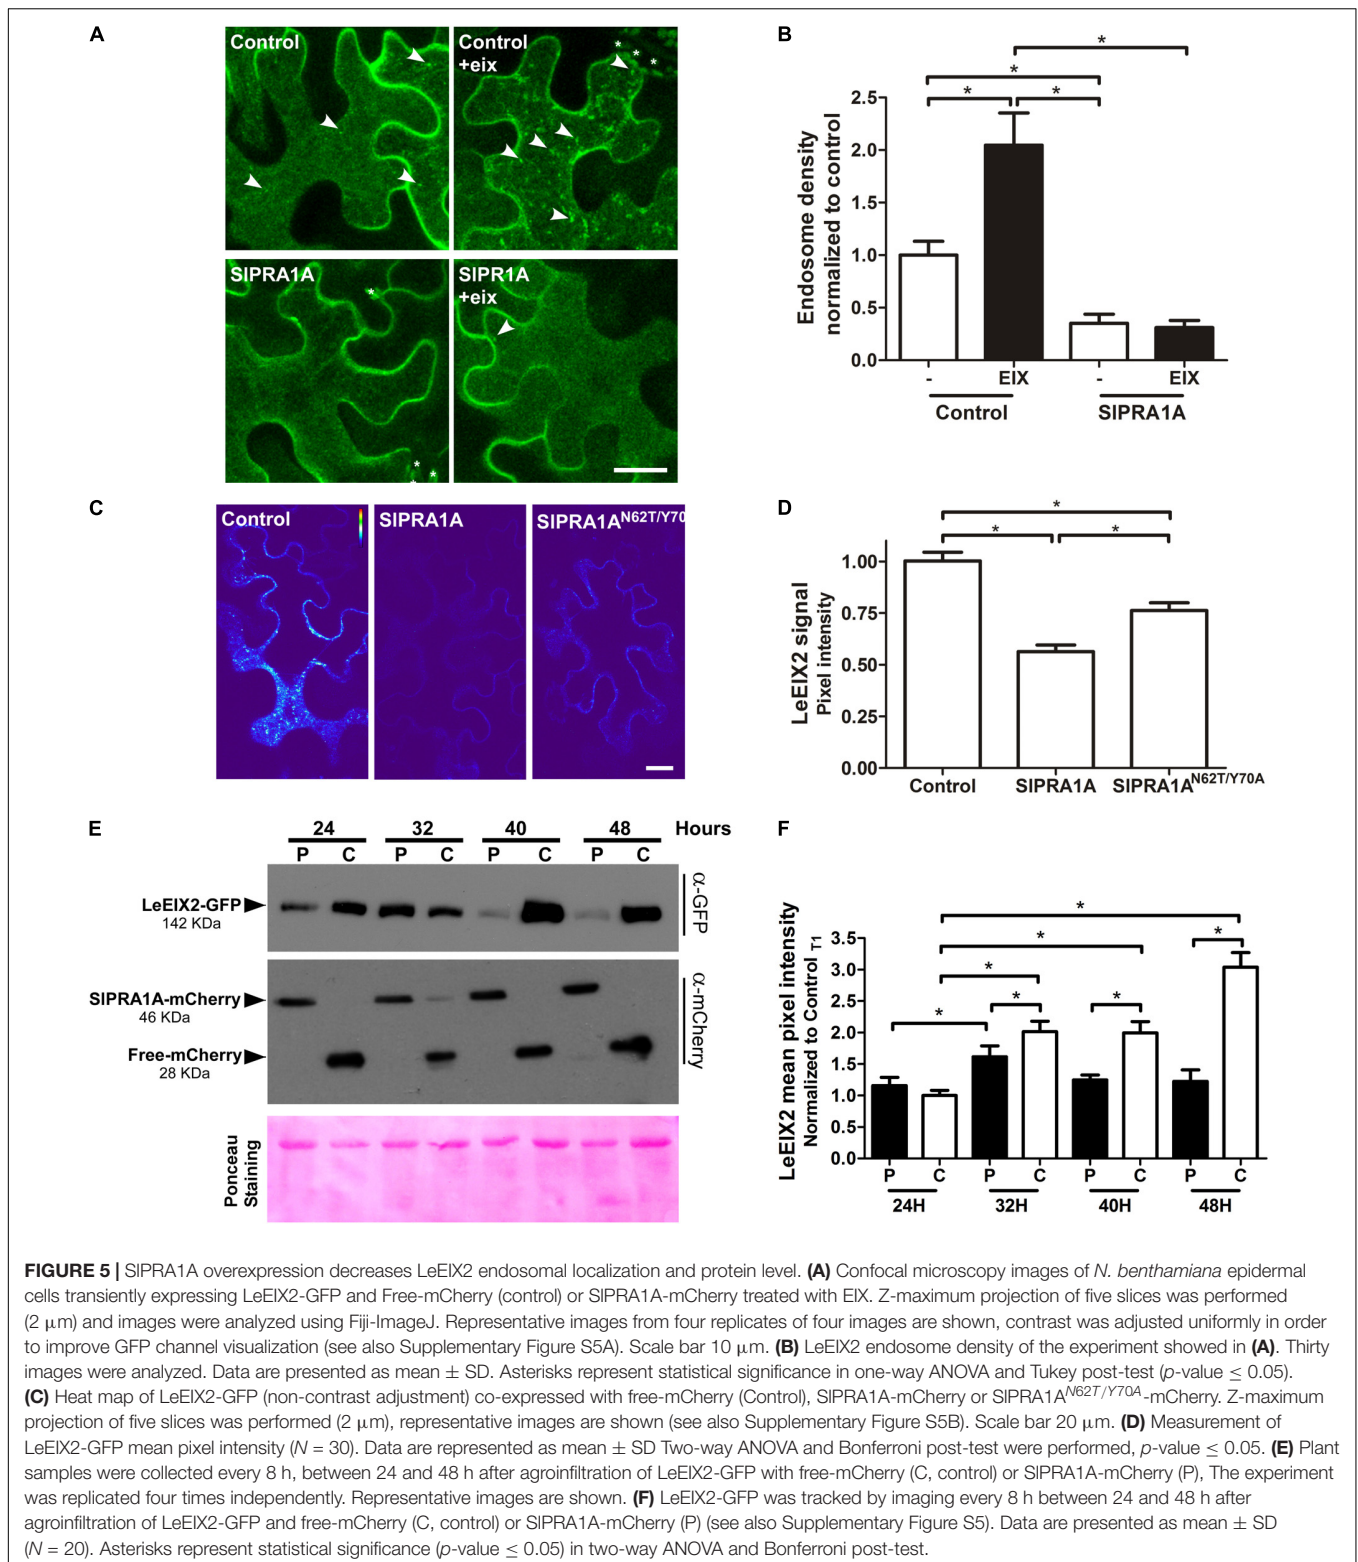 A
Control
Control
+eix
SlPRA1A
SlPR1A
+eix
B
Endosome density
normalized to control
2.5
2.0
1.5
1.0
0.5
0.0
- EIX - EIX
Control SlPRA1A
* * * *
C
Control
SlPRA1A
SlPRA1A^N62T/Y70
D
LeEIX2 signal
Pixel intensity
1.00
0.75
0.50
0.25
0.00
Control SlPRA1A SlPRA1A^N62T/Y70A
* * *
E
24 32 40 48 Hours
P C P C P C P C
LeEIX2-GFP
142 KDa
α-GFP
SlPRA1A-mCherry
46 KDa
Free-mCherry
28 KDa
α-mCherry
Ponceau
Staining
F
LeEIX2 mean pixel intensity
Normalized to Control T1
3.5
3.0
2.5
2.0
1.5
1.0
0.5
0.0
P C P C P C P C
24H 32H 40H 48H
* * * * * * *
FIGURE 5 | SlPRA1A overexpression decreases LeEIX2 endosomal localization and protein level. (A) Confocal microscopy images of N. benthamiana epidermal
cells transiently expressing LeEIX2-GFP and Free-mCherry (control) or SlPRA1A-mCherry treated with EIX. Z-maximum projection of five slices was performed
(2 μm) and images were analyzed using Fiji-ImageJ. Representative images from four replicates of four images are shown, contrast was adjusted uniformly in order
to improve GFP channel visualization (see also Supplementary Figure S5A). Scale bar 10 μm. (B) LeEIX2 endosome density of the experiment showed in (A). Thirty
images were analyzed. Data are presented as mean ± SD. Asterisks represent statistical significance in one-way ANOVA and Tukey post-test (p-value ≤ 0.05).
(C) Heat map of LeEIX2-GFP (non-contrast adjustment) co-expressed with free-mCherry (Control), SlPRA1A-mCherry or SlPRA1A^N62T/Y70A-mCherry. Z-maximum
projection of five slices was performed (2 μm), representative images are shown (see also Supplementary Figure S5B). Scale bar 20 μm. (D) Measurement of
LeEIX2-GFP mean pixel intensity (N = 30). Data are represented as mean ± SD Two-way ANOVA and Bonferroni post-test were performed, p-value ≤ 0.05. (E) Plant
samples were collected every 8 h, between 24 and 48 h after agroinfiltration of LeEIX2-GFP with free-mCherry (C, control) or SlPRA1A-mCherry (P), The experiment
was replicated four times independently. Representative images are shown. (F) LeEIX2-GFP was tracked by imaging every 8 h between 24 and 48 h after
agroinfiltration of LeEIX2-GFP and free-mCherry (C, control) or SlPRA1A-mCherry (P) (see also Supplementary Figure S5). Data are presented as mean ± SD
(N = 20). Asterisks represent statistical significance (p-value ≤ 0.05) in two-way ANOVA and Bonferroni post-test.